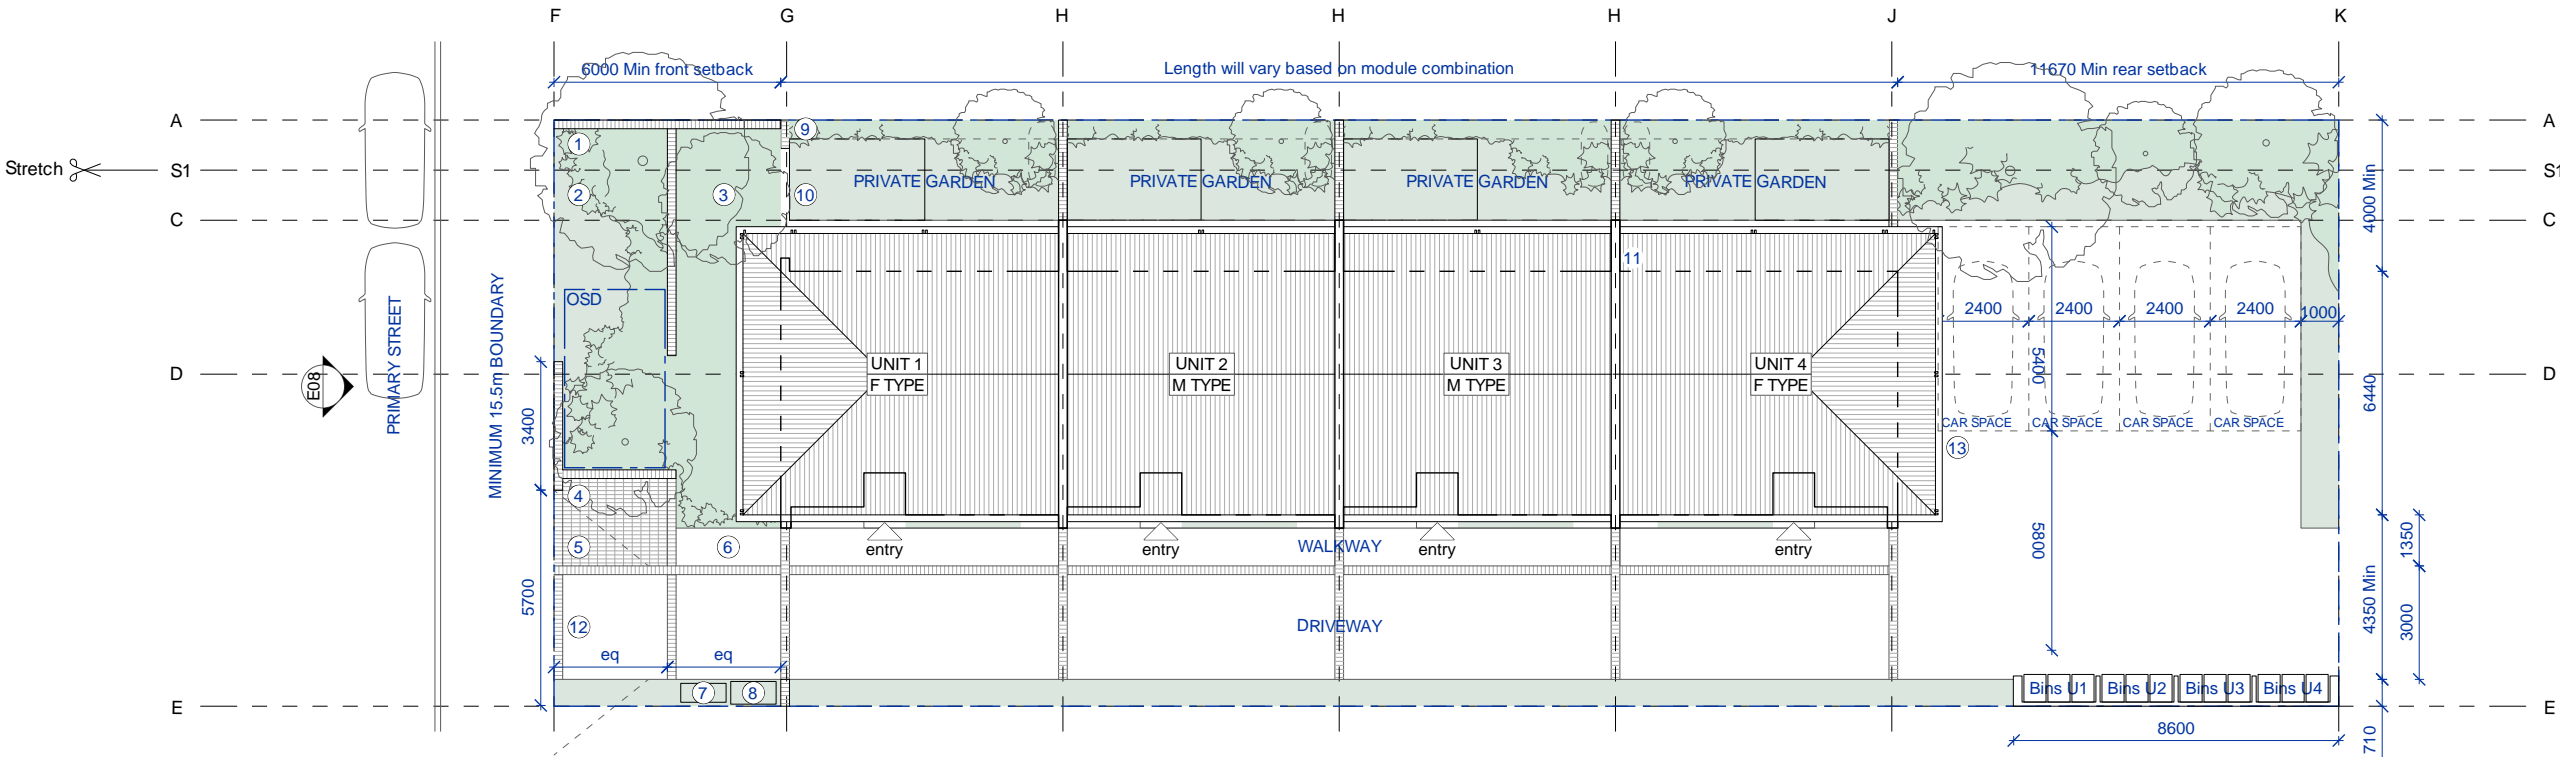 F
G
H
H
H
J
K
6000 Min front setback
Length will vary based on module combination
11670 Min rear setback
A
A
Stretch
S1
S1
C
C
D
D
E
E
1
2
3
9
10
PRIVATE GARDEN
PRIVATE GARDEN
PRIVATE GARDEN
PRIVATE GARDEN
4000 Min
11
OSD
MINIMUM 15.5m BOUNDARY
PRIMARY STREET
E08
UNIT 1
F TYPE
UNIT 2
M TYPE
UNIT 3
M TYPE
UNIT 4
F TYPE
2400
2400
2400
2400
1000
5400
6440
CAR SPACE
CAR SPACE
CAR SPACE
CAR SPACE
13
3400
4
5
6
entry
entry
entry
entry
WALKWAY
5800
1350
5700
12
DRIVEWAY
4350 Min
3000
eq
eq
7
8
Bins U1
Bins U2
Bins U3
Bins U4
8600
710